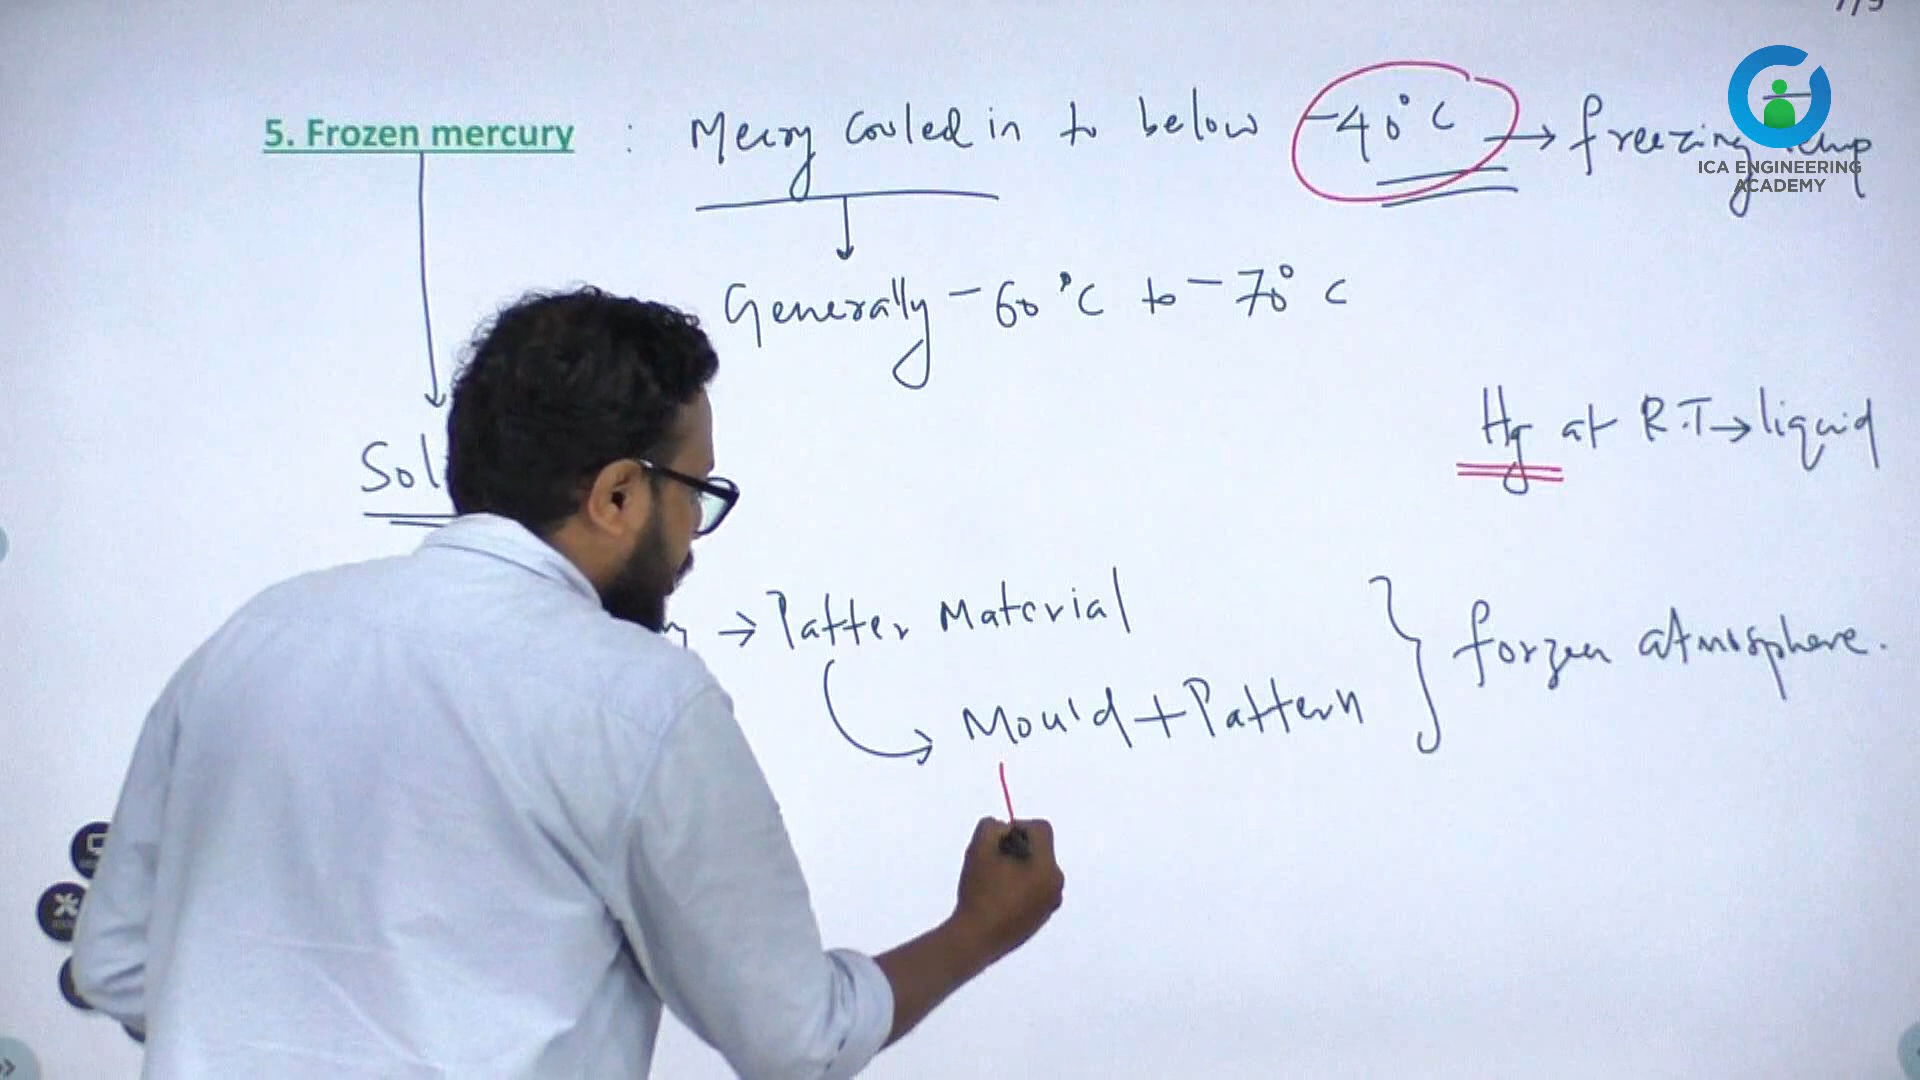 5. Frozen mercury : Mercury Cooled in to below -40°C → freezing temp
ICA ENGINEERING
ACADEMY
Generally -60°C to -70°C
Hg at R.T → liquid
Sol
→ Patter Material
forzen atmosphere.
Mould + Pattern